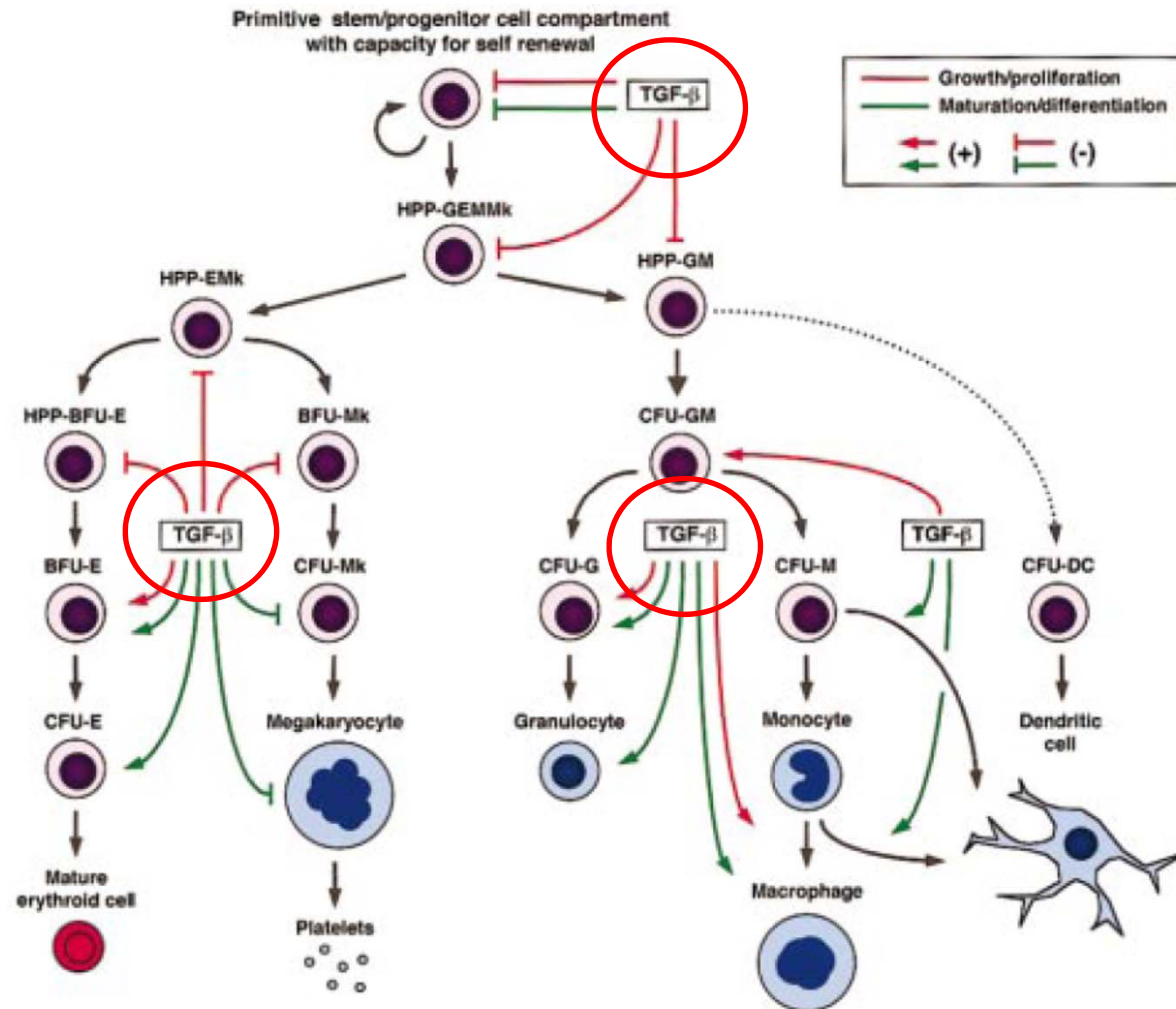 Primitive stem/progenitor cell compartment
with capacity for self renewal
TGF-β
Growth/proliferation
Maturation/differentiation
(+)
(-)
HPP-GEMMk
HPP-GM
HPP-EMk
HPP-BFU-E
BFU-Mk
CFU-GM
TGF-β
TGF-β
TGF-β
BFU-E
CFU-Mk
CFU-G
CFU-M
CFU-DC
CFU-E
Megakaryocyte
Granulocyte
Monocyte
Dendritic
cell
Mature
erythroid cell
Platelets
Macrophage